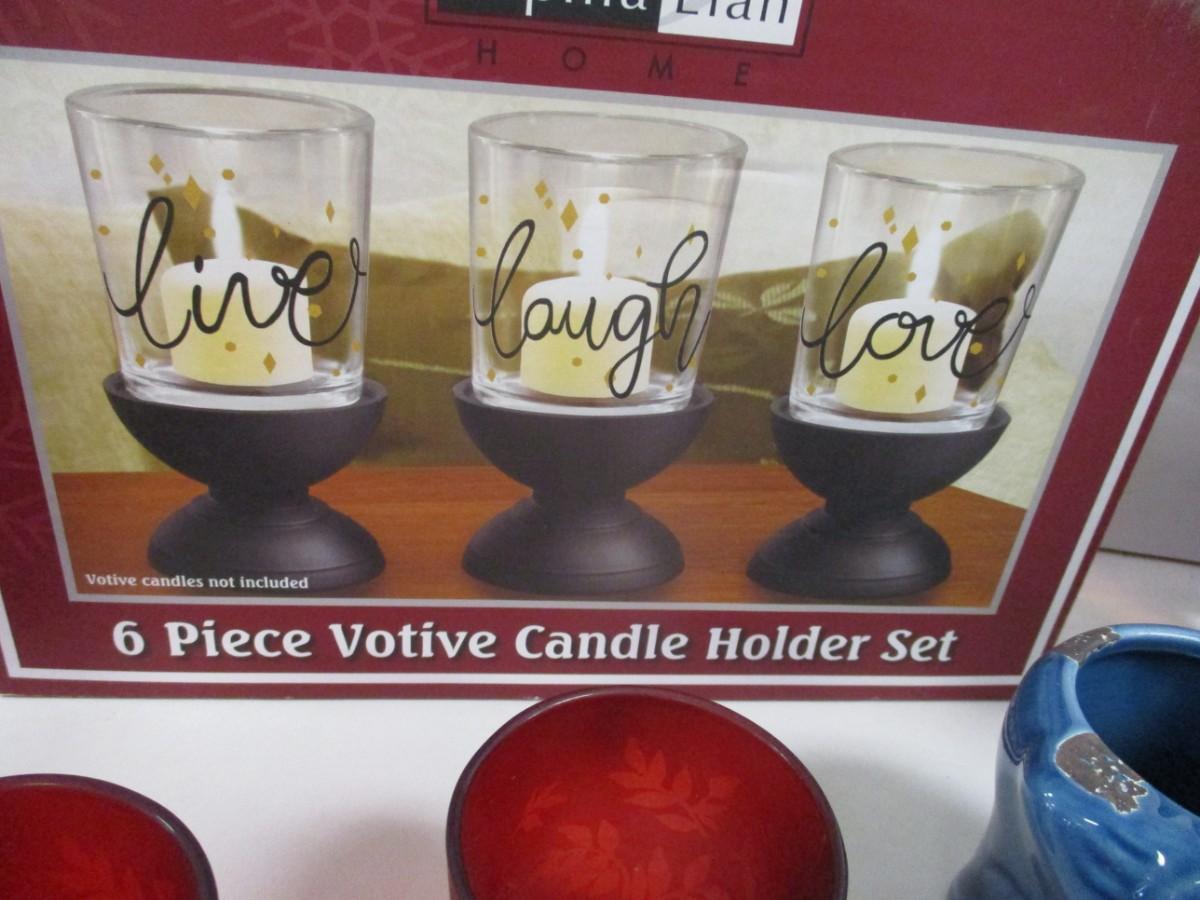 HOME
live
laugh
love
Votive candles not included
6 Piece Votive Candle Holder Set